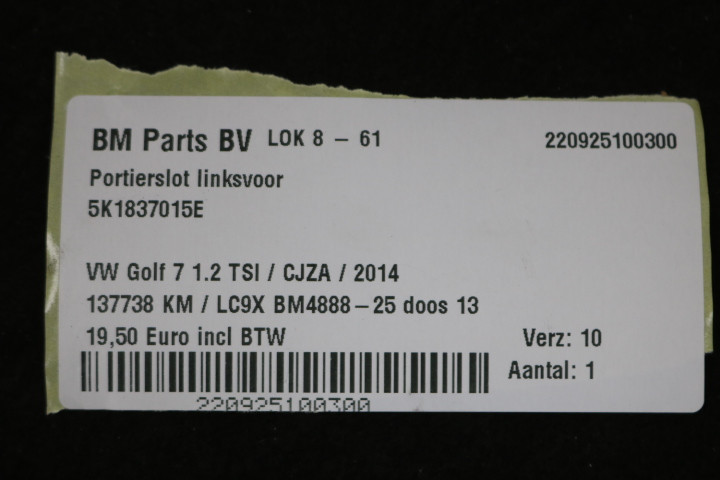 BM Parts BV LOK 8 – 61 220925100300
Portierslot linksvoor
5K1837015E
VW Golf 7 1.2 TSI / CJZA / 2014
137738 KM / LC9X BM4888–25 doos 13
19,50 Euro incl BTW Verz: 10
Aantal: 1
220925100300